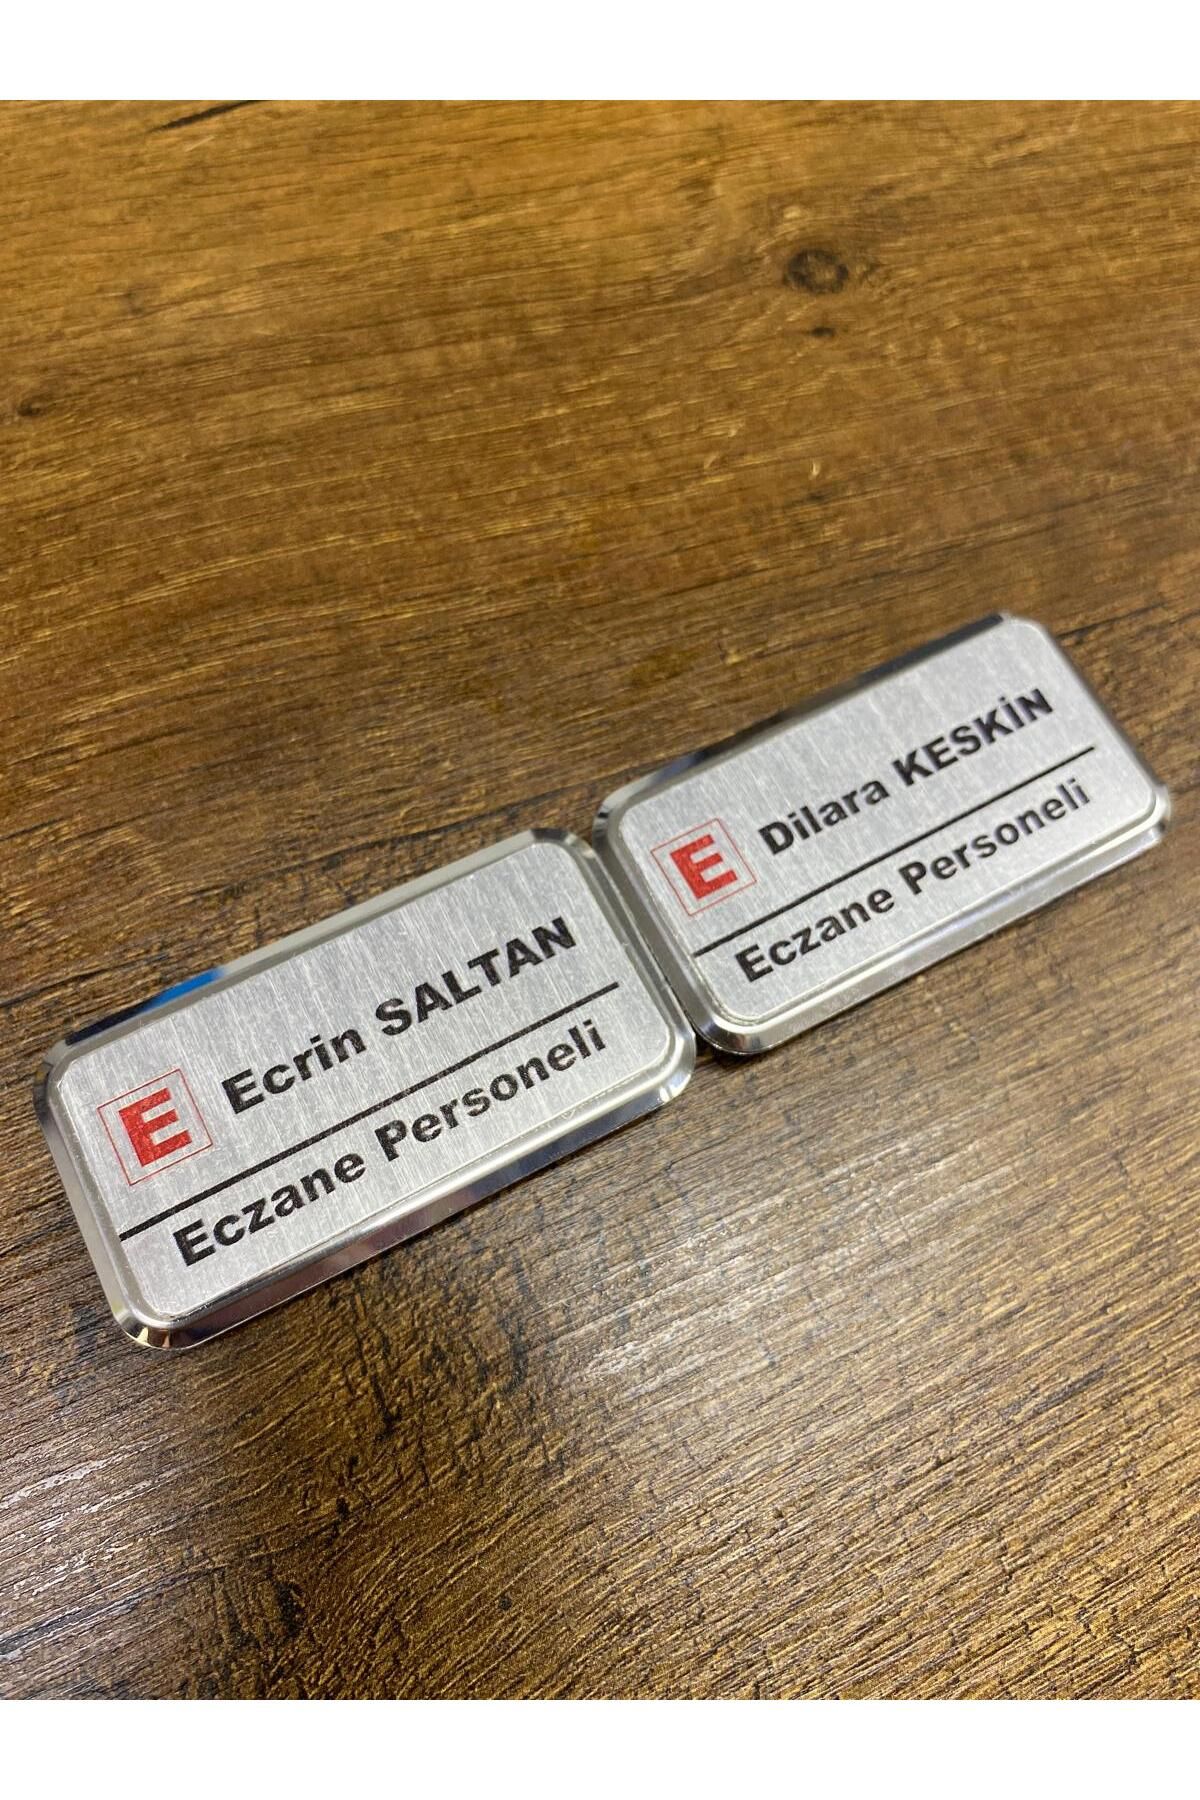 E Ecrin SALTAN
Eczane Personeli
E Dilara KESKİN
Eczane Personeli